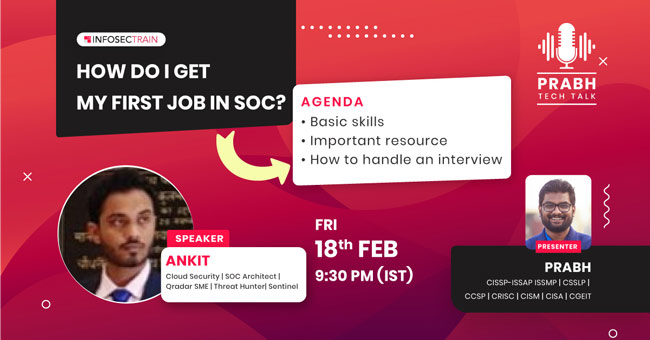 INFOSECTRAIN
HOW DO I GET
MY FIRST JOB IN SOC?
AGENDA
• Basic skills
• Important resource
• How to handle an interview
PRABH
TECH TALK
SPEAKER
ANKIT
Cloud Security | SOC Architect |
Qradar SME | Threat Hunter| Sentinel
FRI
18th FEB
9:30 PM (IST)
PRESENTER
PRABH
CISSP-ISSAP ISSMP | CSSLP |
CCSP | CRISC | CISM | CISA | CGEIT